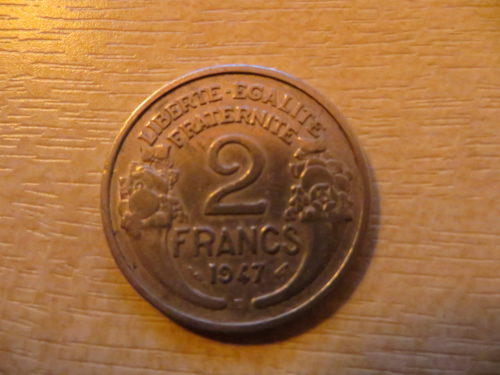 LIBERTE·EGALITE
FRATERNITE
2
FRANCS
1947